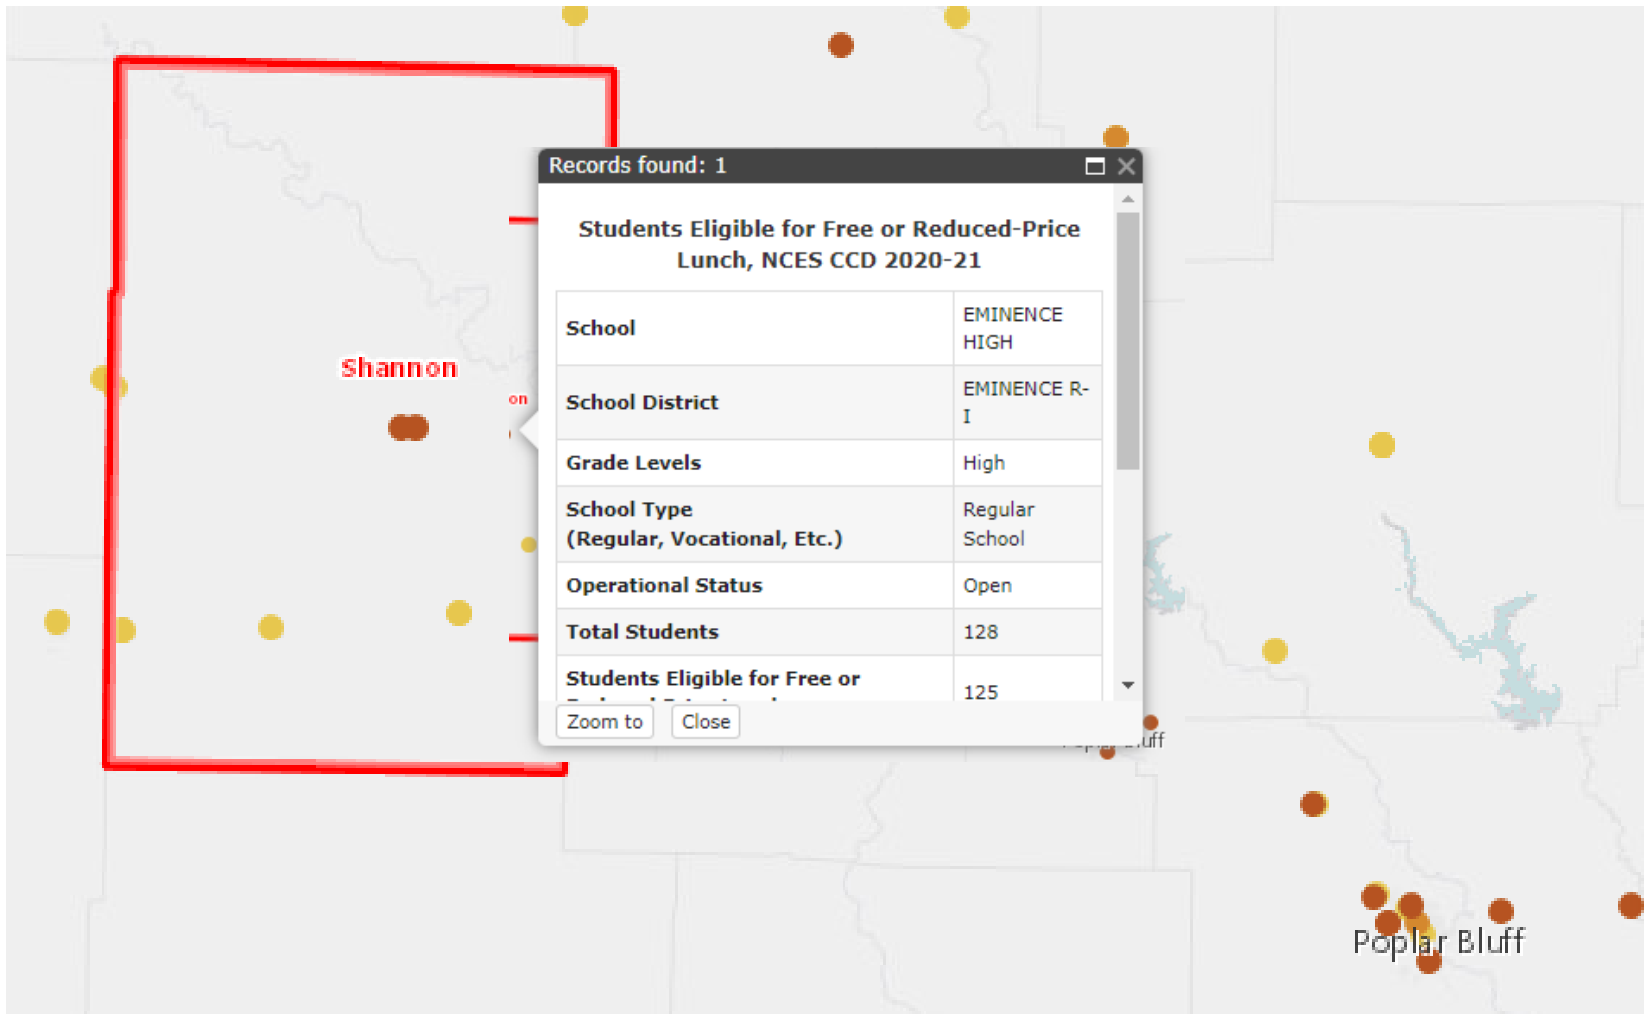 Records found: 1
Students Eligible for Free or Reduced-Price
Lunch, NCES CCD 2020-21
School
EMINENCE
HIGH
School District
EMINENCE R-
I
Grade Levels
High
School Type
(Regular, Vocational, Etc.)
Regular
School
Operational Status
Open
Total Students
128
Students Eligible for Free or
125
Zoom to
Close
Shannon
on
Poplar Bluff